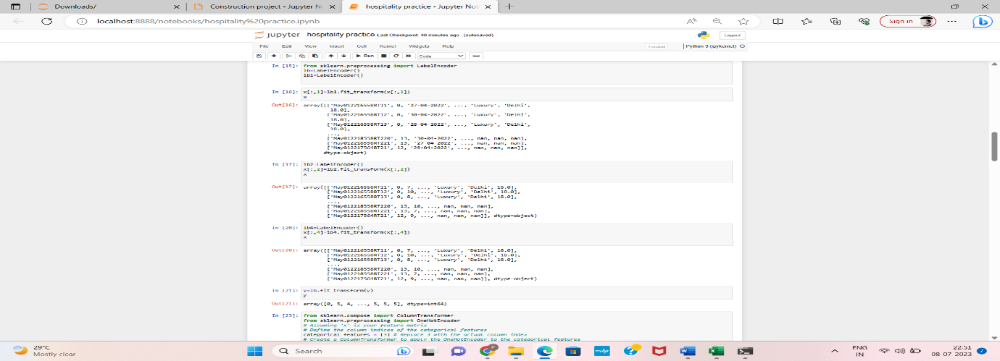 Downloads/
Construction project - Jupyter N
hospitality practice - Jupyter Not
localhost:8888/notebooks/hospitality%20practice.ipynb
Sign in
jupyter hospitality practice Last Checkpoint: 40 minutes ago (autosaved)
Logout
File Edit View Insert Cell Kernel Widgets Help
Trusted
Python 3 (ipykernel)
Run
Code
In [15]: from sklearn.preprocessing import LabelEncoder
lb=LabelEncoder()
lb1=LabelEncoder()
In [16]: x[:,1]=lb1.fit_transform(x[:,1])
x
Out[16]: array([['May012216558RT11', 0, '27-04-2022', ..., 'Luxury', 'Delhi',
18.0],
['May012216558RT12', 0, '30-04-2022', ..., 'Luxury', 'Delhi',
18.0],
['May012216558RT13', 0, '28-04-2022', ..., 'Luxury', 'Delhi',
18.0],
...,
['May012218558RT220', 13, '30-04-2022', ..., nan, nan, nan],
['May012218558RT221', 13, '27-04-2022', ..., nan, nan, nan],
['May012217564RT21', 12, '29-04-2022', ..., nan, nan, nan]],
dtype=object)
In [17]: lb2=LabelEncoder()
x[:,2]=lb2.fit_transform(x[:,2])
x
Out[17]: array([['May012216558RT11', 0, 7, ..., 'Luxury', 'Delhi', 18.0],
['May012216558RT12', 0, 10, ..., 'Luxury', 'Delhi', 18.0],
['May012216558RT13', 0, 8, ..., 'Luxury', 'Delhi', 18.0],
...,
['May012218558RT220', 13, 10, ..., nan, nan, nan],
['May012218558RT221', 13, 7, ..., nan, nan, nan],
['May012217564RT21', 12, 9, ..., nan, nan, nan]], dtype=object)
In [20]: lb4=LabelEncoder()
x[:,4]=lb4.fit_transform(x[:,4])
x
Out[20]: array([['May012216558RT11', 0, 7, ..., 'Luxury', 'Delhi', 18.0],
['May012216558RT12', 0, 10, ..., 'Luxury', 'Delhi', 18.0],
['May012216558RT13', 0, 8, ..., 'Luxury', 'Delhi', 18.0],
...,
['May012218558RT220', 13, 10, ..., nan, nan, nan],
['May012218558RT221', 13, 7, ..., nan, nan, nan],
['May012217564RT21', 12, 9, ..., nan, nan, nan]], dtype=object)
In [21]: y=lb.fit_transform(y)
y
Out[21]: array([0, 5, 4, ..., 5, 5, 5], dtype=int64)
In [23]: from sklearn.compose import ColumnTransformer
from sklearn.preprocessing import OneHotEncoder
# Assuming 'x' is your feature matrix
# Define the column indices of the categorical features
categorical_features = [3] # Replace 3 with the actual column index
# Create a ColumnTransformer to apply the OneHotEncoder to the categorical features
29°C
Mostly clear
Search
ENG
IN
22:51
08-07-2023